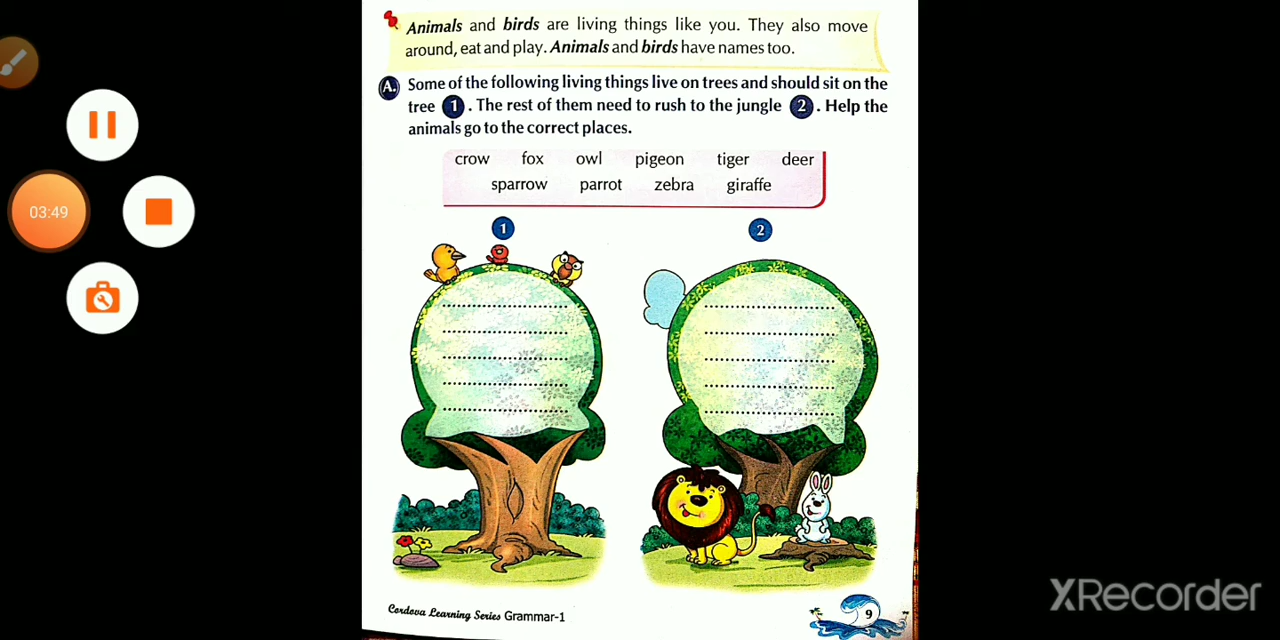 Animals and birds are living things like you. They also move
around, eat and play. Animals and birds have names too.
A. Some of the following living things live on trees and should sit on the
tree 1. The rest of them need to rush to the jungle 2. Help the
animals go to the correct places.
crow fox owl pigeon tiger deer
sparrow parrot zebra giraffe
1 2
03:49
Cordova Learning Series Grammar-1
9
XRecorder